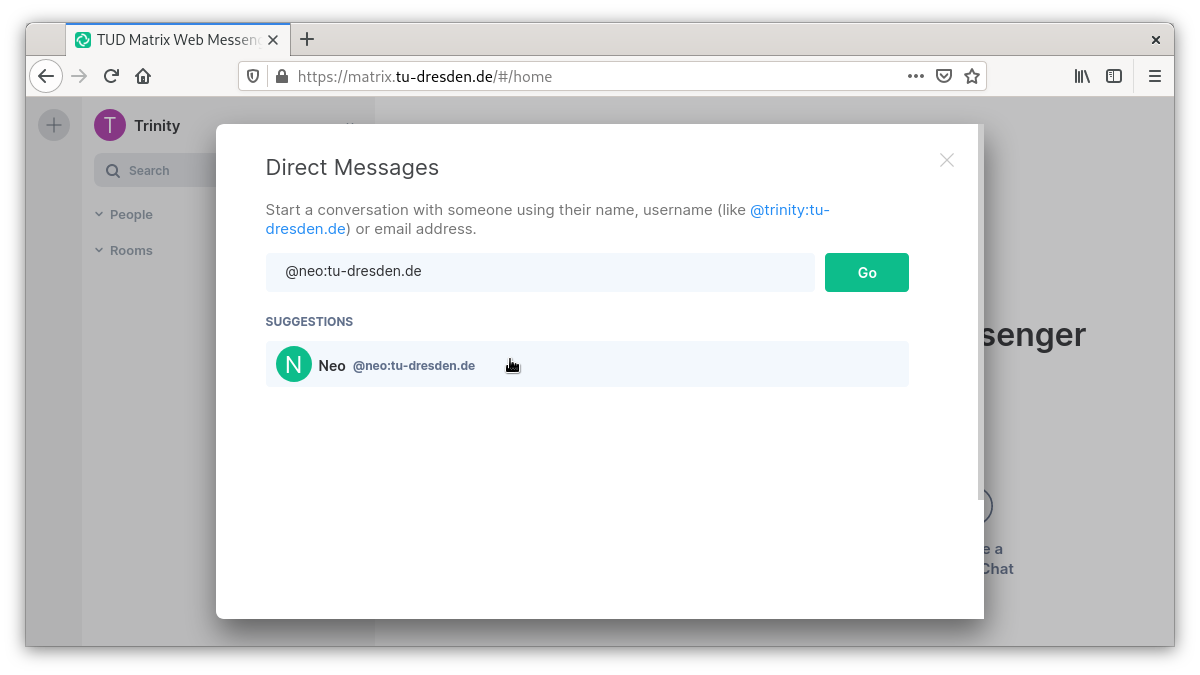 TUD Matrix Web Messeng
https://matrix.tu-dresden.de/#/home
T Trinity
Search
People
Rooms
Direct Messages
Start a conversation with someone using their name, username (like @trinity:tu-
dresden.de) or email address.
@neo:tu-dresden.de
Go
SUGGESTIONS
N Neo @neo:tu-dresden.de
senger
e a
Chat